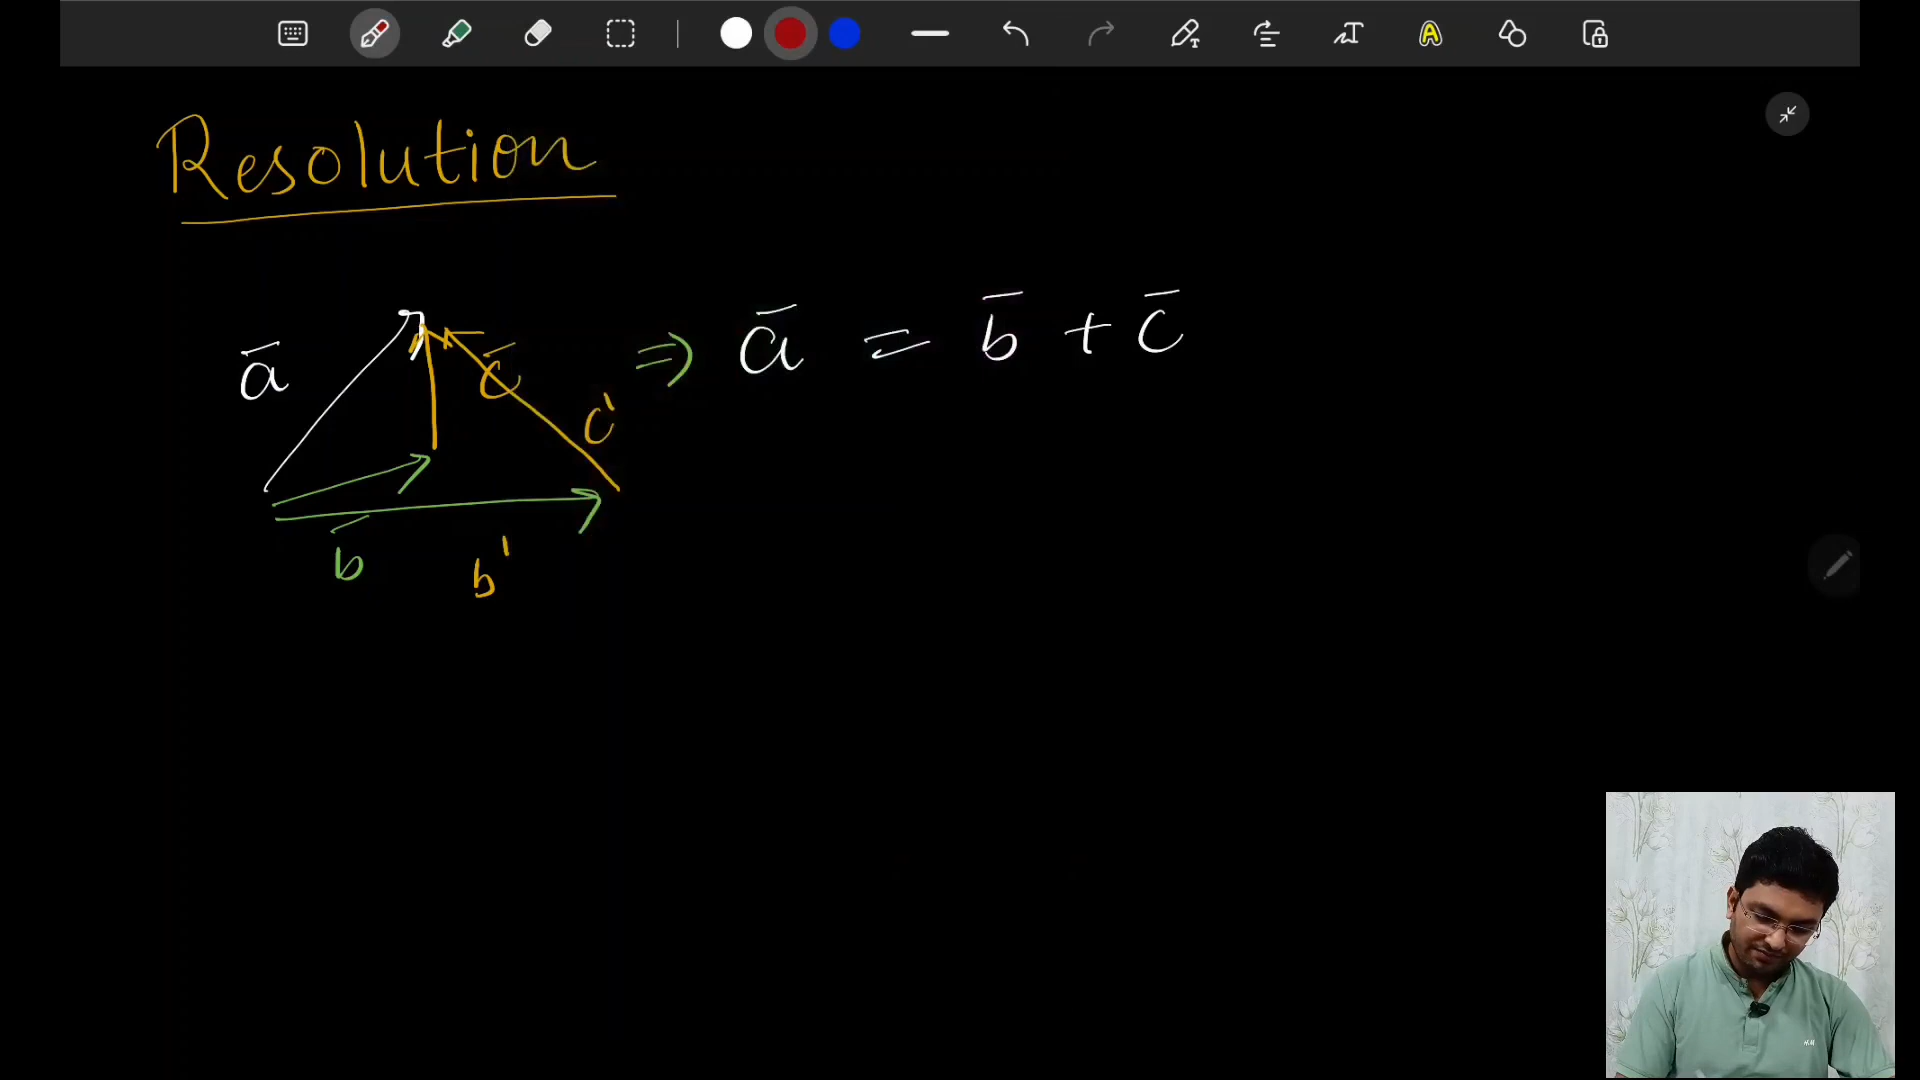 Resolution
a̅ c̅ c' ⇒ a̅ = b̅ + c̅
b̅ b'